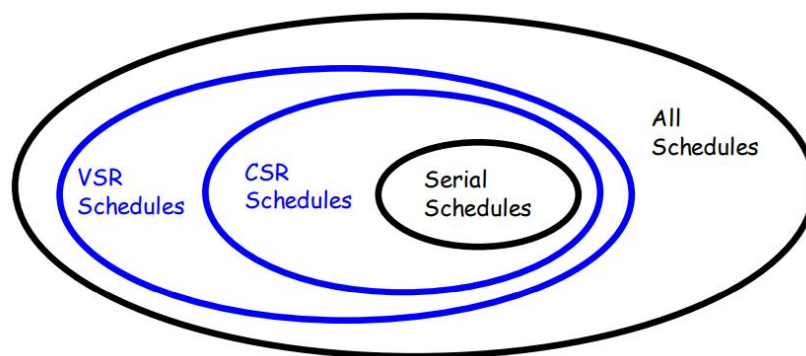 All
Schedules
VSR
Schedules
CSR
Schedules
Serial
Schedules